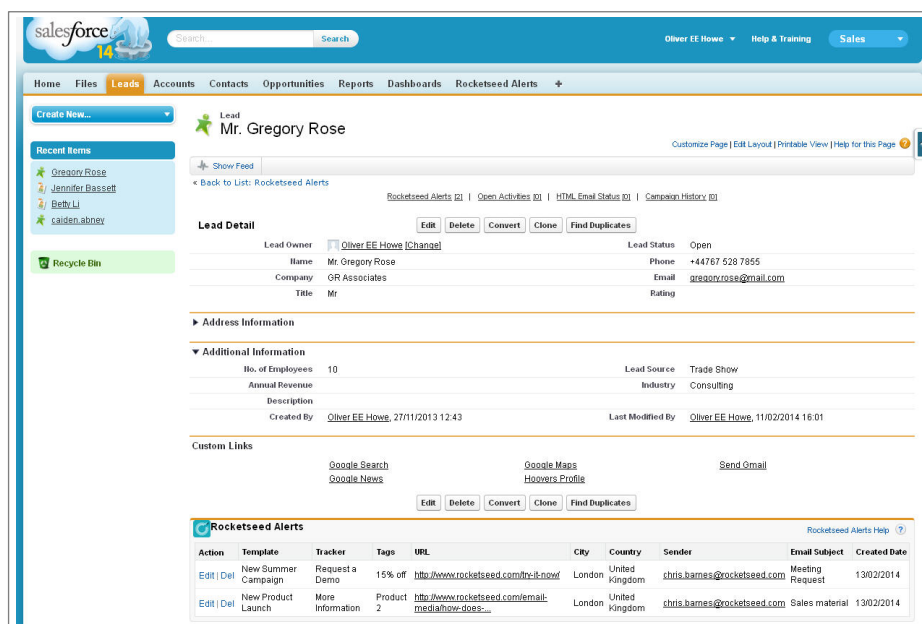 salesforce
14
Search... Search
Oliver EE Howe Help & Training Sales
Home Files Leads Accounts Contacts Opportunities Reports Dashboards Rocketseed Alerts +
Create New...
Recent Items
Gregory Rose
Jennifer Bassett
Betty Li
caiden.abney
Recycle Bin
Lead
Mr. Gregory Rose
Customize Page | Edit Layout | Printable View | Help for this Page ?
Show Feed
« Back to List: Rocketseed Alerts
Rocketseed Alerts [2] | Open Activities [0] | HTML Email Status [0] | Campaign History [0]
Lead Detail Edit Delete Convert Clone Find Duplicates
Lead Owner Oliver EE Howe [Change] Lead Status Open
Name Mr. Gregory Rose Phone +44767 528 7855
Company GR Associates Email gregory.rose@mail.com
Title Mr Rating
Address Information
Additional Information
No. of Employees 10 Lead Source Trade Show
Annual Revenue Industry Consulting
Description
Created By Oliver EE Howe, 27/11/2013 12:43 Last Modified By Oliver EE Howe, 11/02/2014 16:01
Custom Links
Google Search Google Maps Send Gmail
Google News Hoovers Profile
Edit Delete Convert Clone Find Duplicates
Rocketseed Alerts Rocketseed Alerts Help ?
Action Template Tracker Tags URL City Country Sender Email Subject Created Date
Edit | Del New Summer Campaign Request a Demo 15% off http://www.rocketseed.com/try-it-now/ London United Kingdom chris.barnes@rocketseed.com Meeting Request 13/02/2014
Edit | Del New Product Launch More Information Product 2 http://www.rocketseed.com/email-media/how-does-... London United Kingdom chris.barnes@rocketseed.com Sales material 13/02/2014